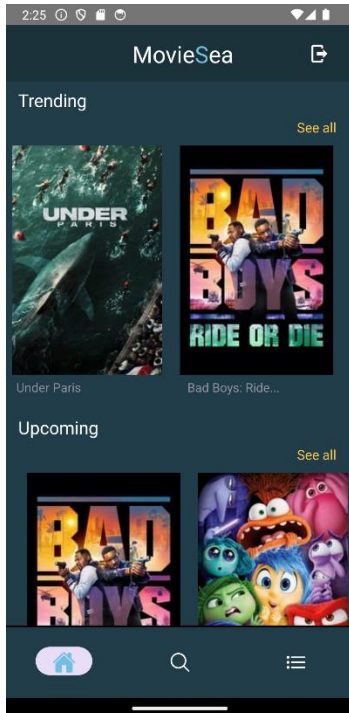 2:25
MovieSea
Trending
See all
UNDER
PARIS
BAD
BOYS
RIDE OR DIE
Under Paris
Bad Boys: Ride...
Upcoming
See all
BAD
BOYS